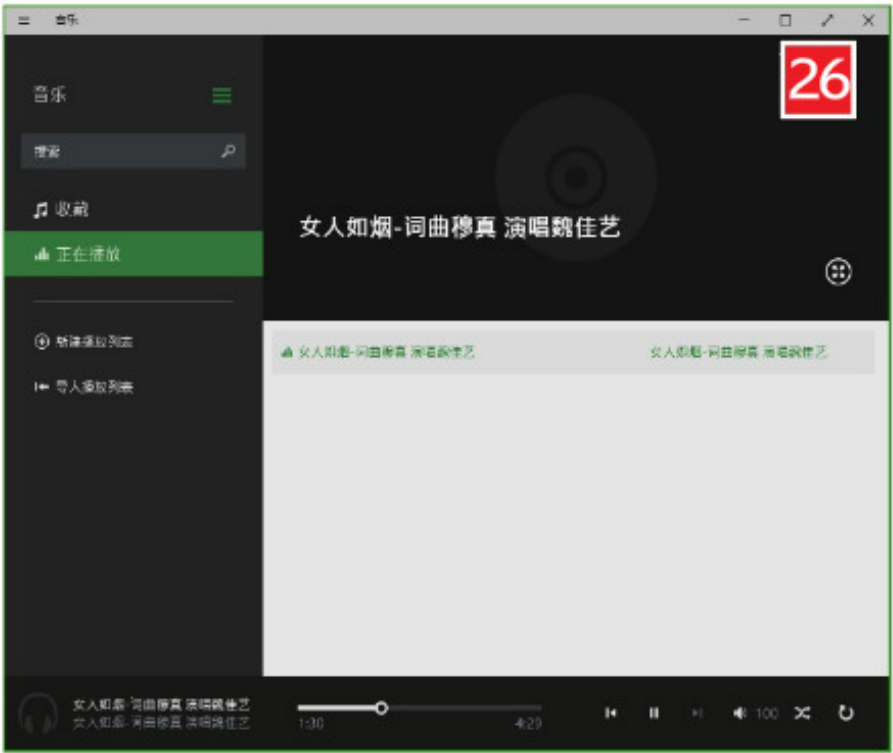 音乐
26
音乐
搜索
收藏
女人如烟-词曲穆真 演唱魏佳艺
正在播放
新建播放列表
女人如烟-词曲穆真 演唱魏佳艺 女人如烟-词曲穆真 演唱魏佳艺
导入播放列表
女人如烟-词曲穆真 演唱魏佳艺
女人如烟-词曲穆真 演唱魏佳艺
1:30 4:29 100